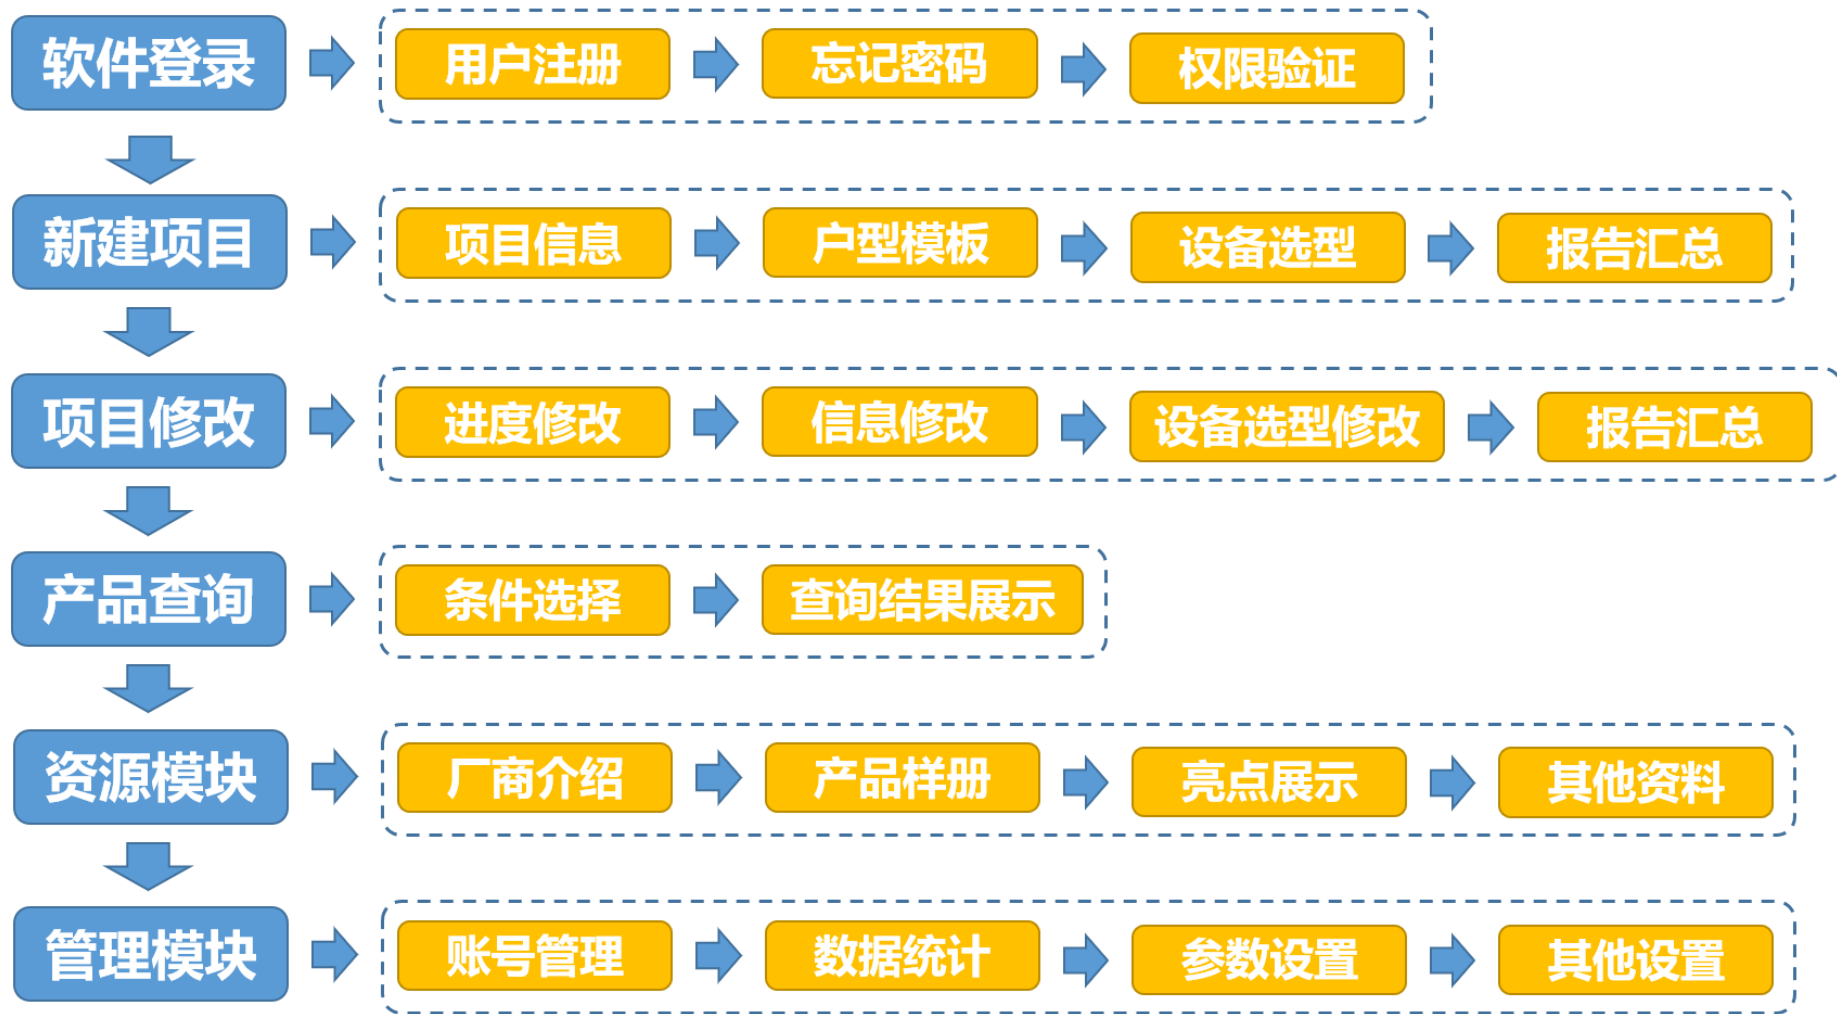 软件登录
用户注册
忘记密码
权限验证
新建项目
项目信息
户型模板
设备选型
报告汇总
项目修改
进度修改
信息修改
设备选型修改
报告汇总
产品查询
条件选择
查询结果展示
资源模块
厂商介绍
产品样册
亮点展示
其他资料
管理模块
账号管理
数据统计
参数设置
其他设置